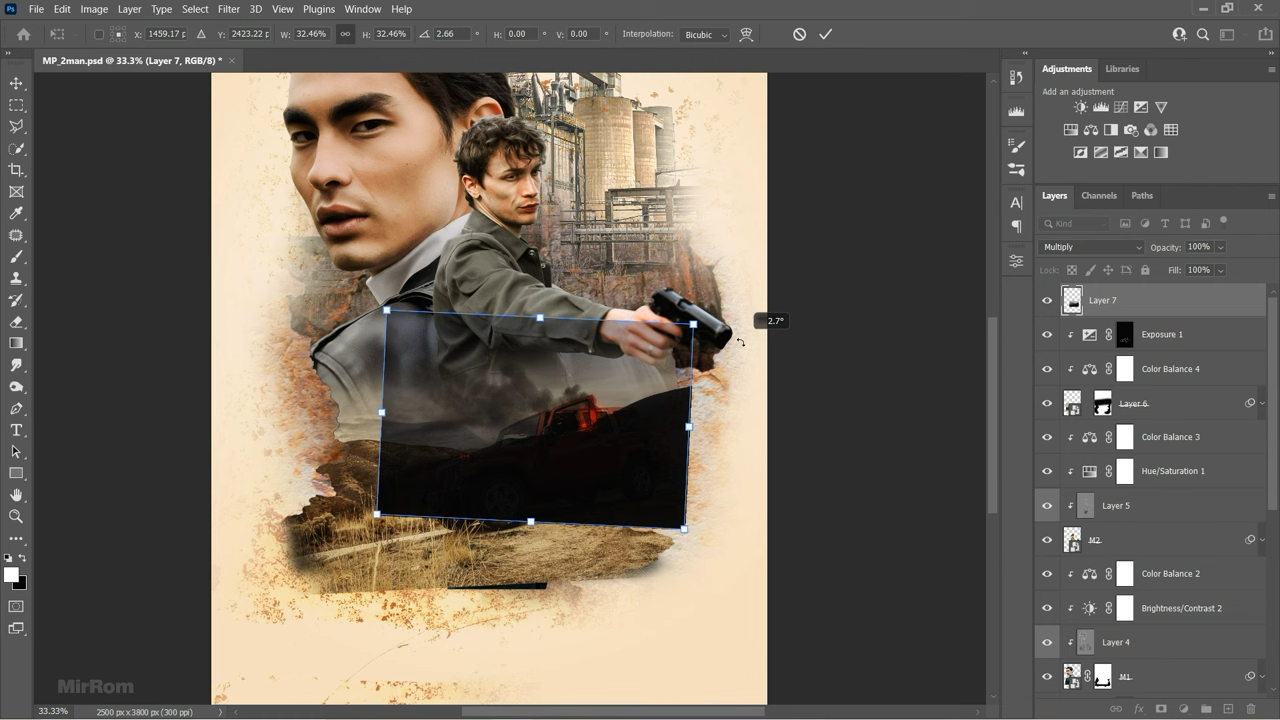 Ps File Edit Image Layer Type Select Filter 3D View Plugins Window Help
X: 1459.17 p Y: 2423.22 p W: 32.46% H: 32.46% 2.66 ° H: 0.00 ° V: 0.00 ° Interpolation: Bicubic
MP_2man.psd @ 33.3% (Layer 7, RGB/8) * ×
Adjustments Libraries
Add an adjustment
Layers Channels Paths
Kind
Multiply Opacity: 100%
Lock: Fill: 100%
Layer 7
2.7°
Exposure 1
Color Balance 4
Layer 6
Color Balance 3
Hue/Saturation 1
Layer 5
M2
Color Balance 2
Brightness/Contrast 2
Layer 4
M1
MirRom
33.33% 2500 px x 3800 px (300 ppi)